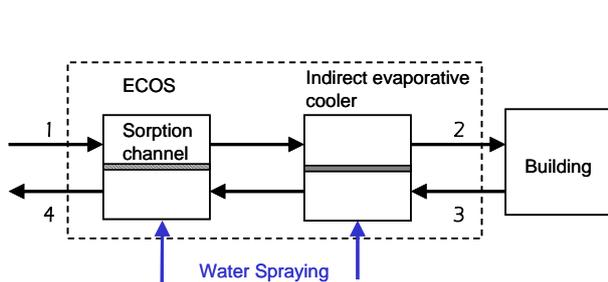 ECOS
Indirect evaporative
cooler
1
Sorption
channel
2
Building
4
3
Water Spraying